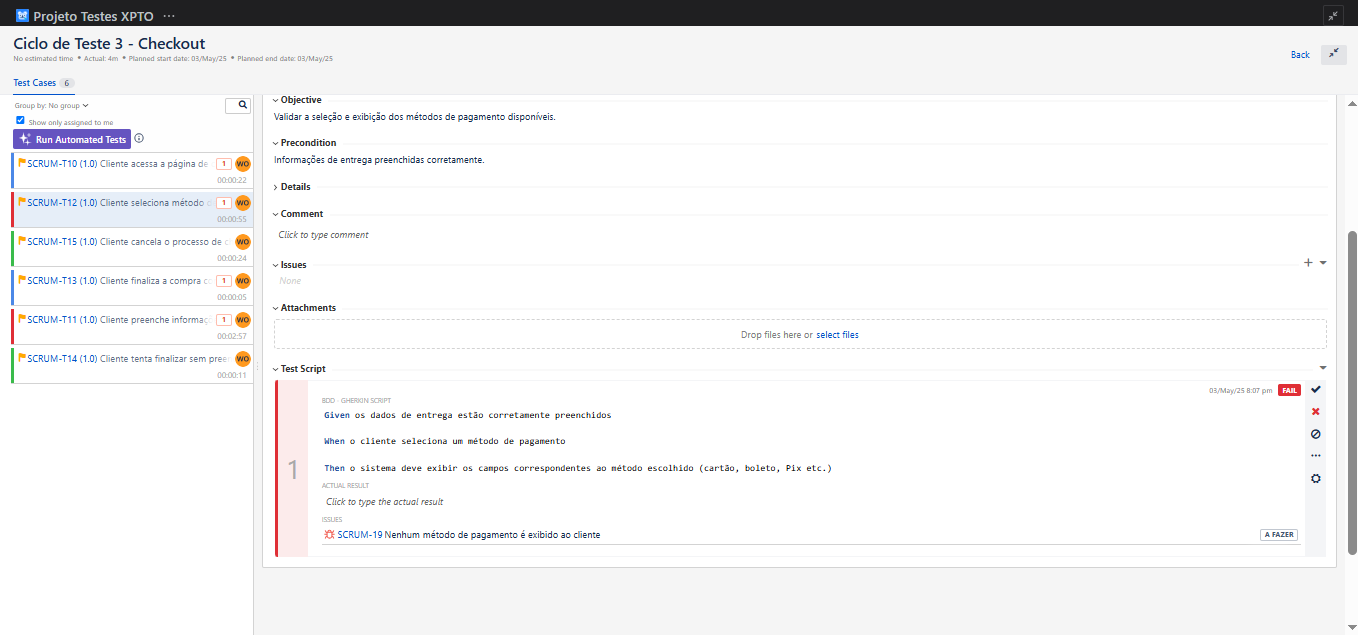 Projeto Testes XPTO ...
Ciclo de Teste 3 - Checkout
No estimated time • Actual: 4m • Planned start date: 03/May/25 • Planned end date: 03/May/25
Back
Test Cases 6
Group by: No group
Show only assigned to me
Run Automated Tests
SCRUM-T10 (1.0) Cliente acessa a página de 1 WO
00:00:22
SCRUM-T12 (1.0) Cliente seleciona método 1 WO
00:00:55
SCRUM-T15 (1.0) Cliente cancela o processo de WO
00:00:24
SCRUM-T13 (1.0) Cliente finaliza a compra 1 WO
00:00:05
SCRUM-T11 (1.0) Cliente preenche informaç 1 WO
00:02:57
SCRUM-T14 (1.0) Cliente tenta finalizar sem pree WO
00:00:11
Objective
Validar a seleção e exibição dos métodos de pagamento disponíveis.
Precondition
Informações de entrega preenchidas corretamente.
Details
Comment
Click to type comment
Issues
None
Attachments
Drop files here or select files
Test Script
03/May/25 8:07 pm FAIL
1
BDD - GHERKIN SCRIPT
Given os dados de entrega estão corretamente preenchidos
When o cliente seleciona um método de pagamento
Then o sistema deve exibir os campos correspondentes ao método escolhido (cartão, boleto, Pix etc.)
ACTUAL RESULT
Click to type the actual result
ISSUES
SCRUM-19 Nenhum método de pagamento é exibido ao cliente A FAZER